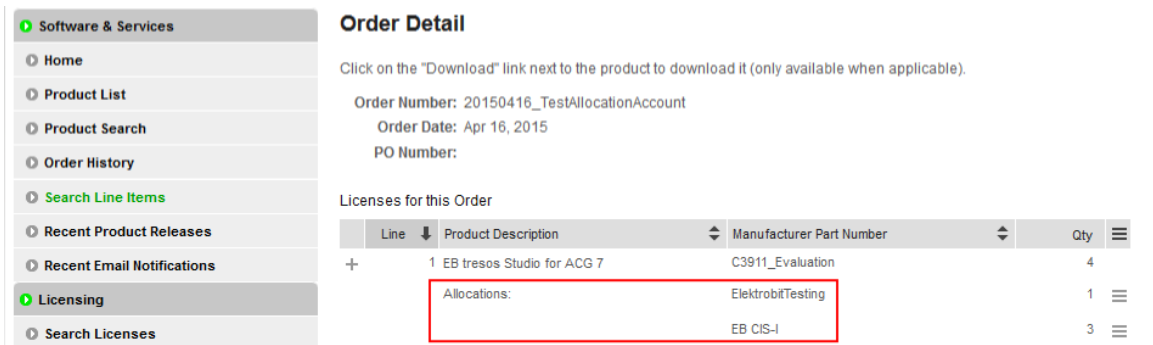 Software & Services
Home
Product List
Product Search
Order History
Search Line Items
Recent Product Releases
Recent Email Notifications
Licensing
Search Licenses
Order Detail
Click on the "Download" link next to the product to download it (only available when applicable).
Order Number: 20150416_TestAllocationAccount
Order Date: Apr 16, 2015
PO Number:
Licenses for this Order
Line Product Description Manufacturer Part Number Qty
1 EB tresos Studio for ACG 7 C3911_Evaluation 4
Allocations: ElektrobitTesting 1
EB CIS-I 3